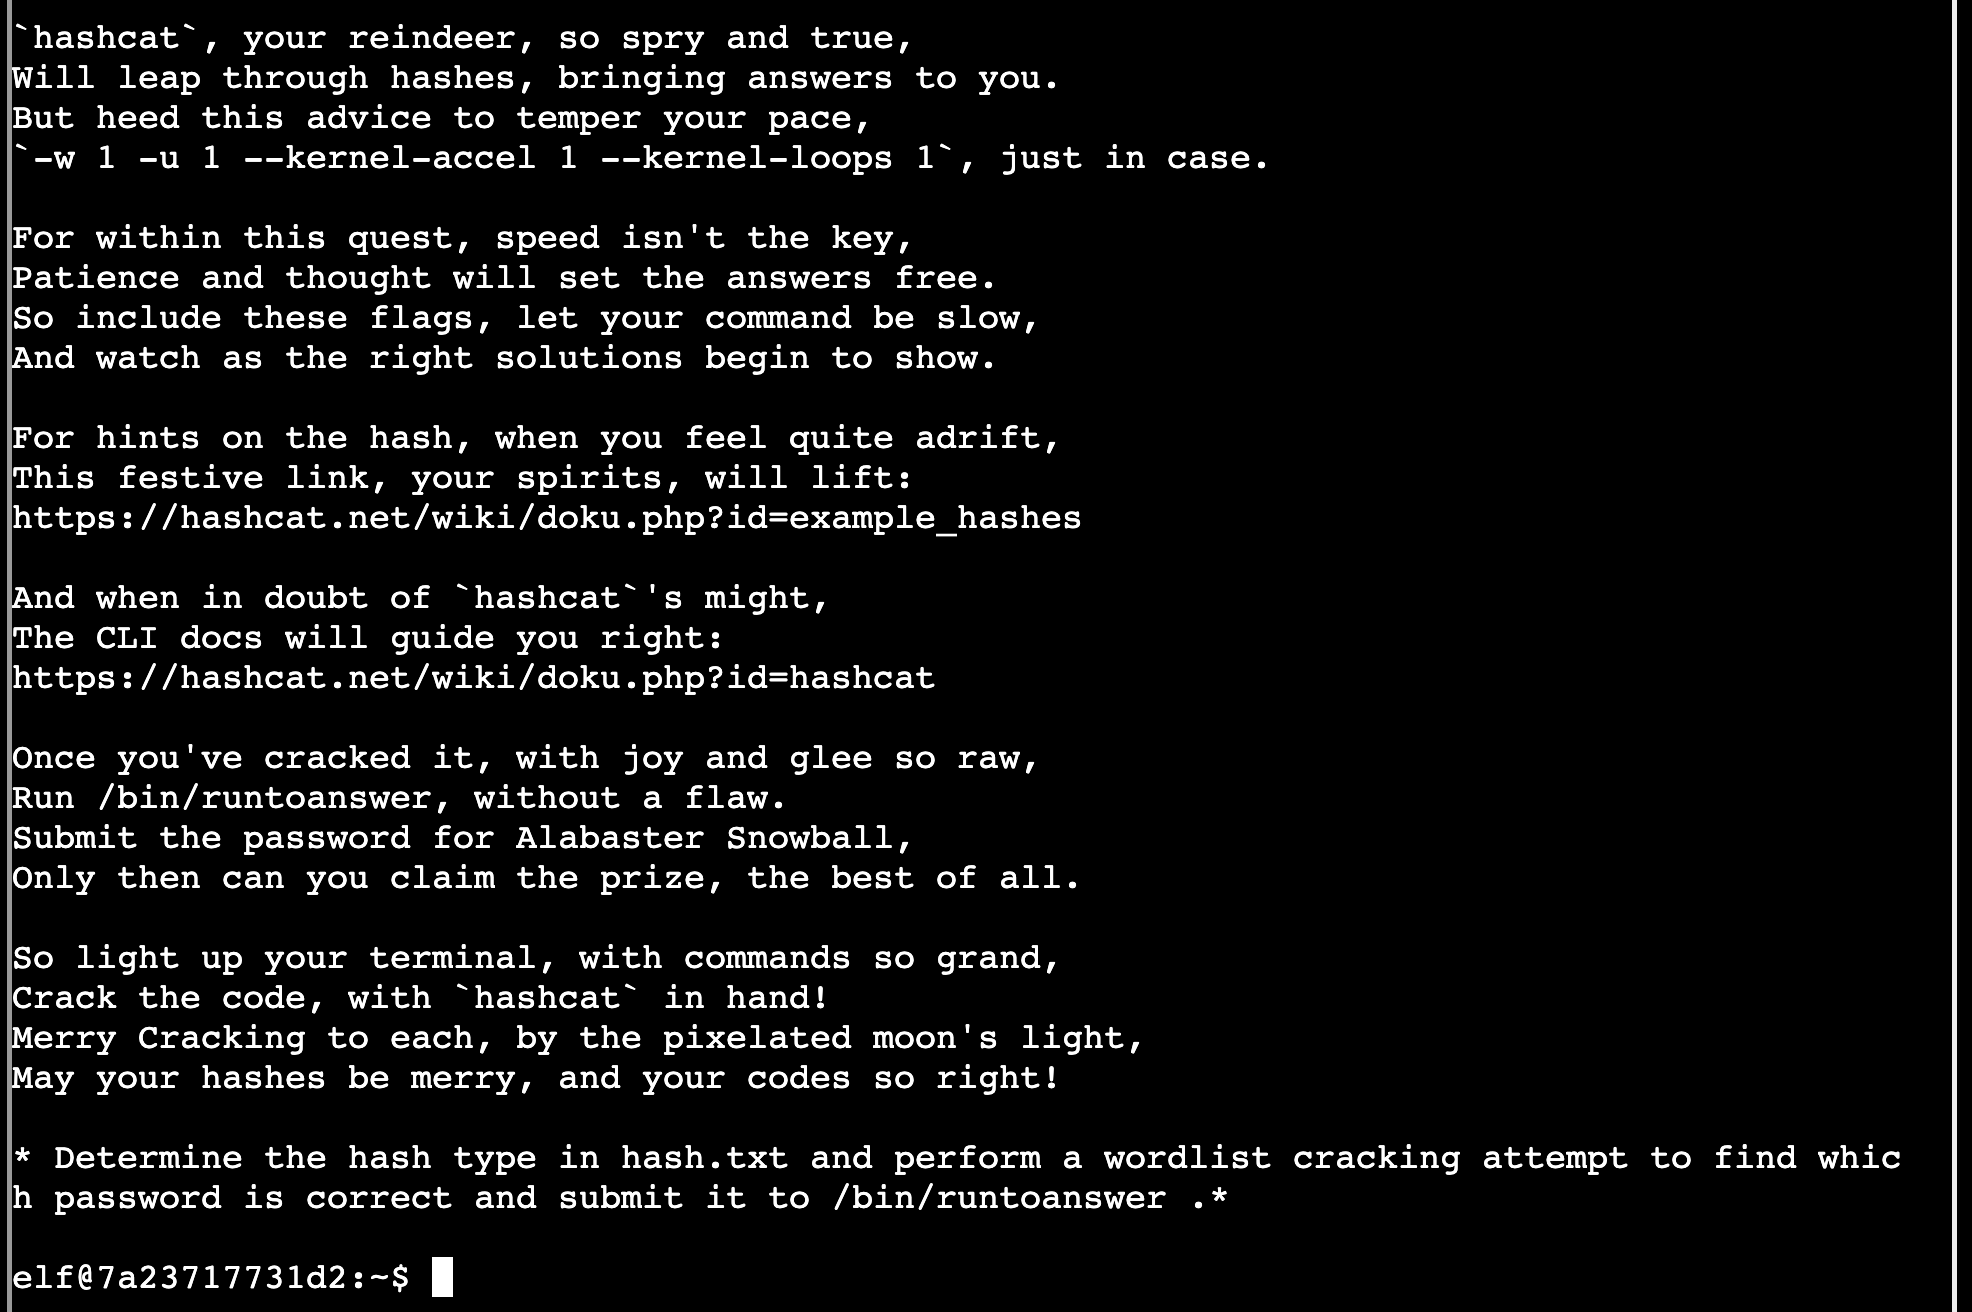 `hashcat`, your reindeer, so spry and true,
Will leap through hashes, bringing answers to you.
But heed this advice to temper your pace,
`-w 1 -u 1 --kernel-accel 1 --kernel-loops 1`, just in case.
For within this quest, speed isn't the key,
Patience and thought will set the answers free.
So include these flags, let your command be slow,
And watch as the right solutions begin to show.
For hints on the hash, when you feel quite adrift,
This festive link, your spirits, will lift:
https://hashcat.net/wiki/doku.php?id=example_hashes
And when in doubt of `hashcat`'s might,
The CLI docs will guide you right:
https://hashcat.net/wiki/doku.php?id=hashcat
Once you've cracked it, with joy and glee so raw,
Run /bin/runtoanswer, without a flaw.
Submit the password for Alabaster Snowball,
Only then can you claim the prize, the best of all.
So light up your terminal, with commands so grand,
Crack the code, with `hashcat` in hand!
Merry Cracking to each, by the pixelated moon's light,
May your hashes be merry, and your codes so right!
* Determine the hash type in hash.txt and perform a wordlist cracking attempt to find whic
h password is correct and submit it to /bin/runtoanswer .*
elf@7a23717731d2:~$